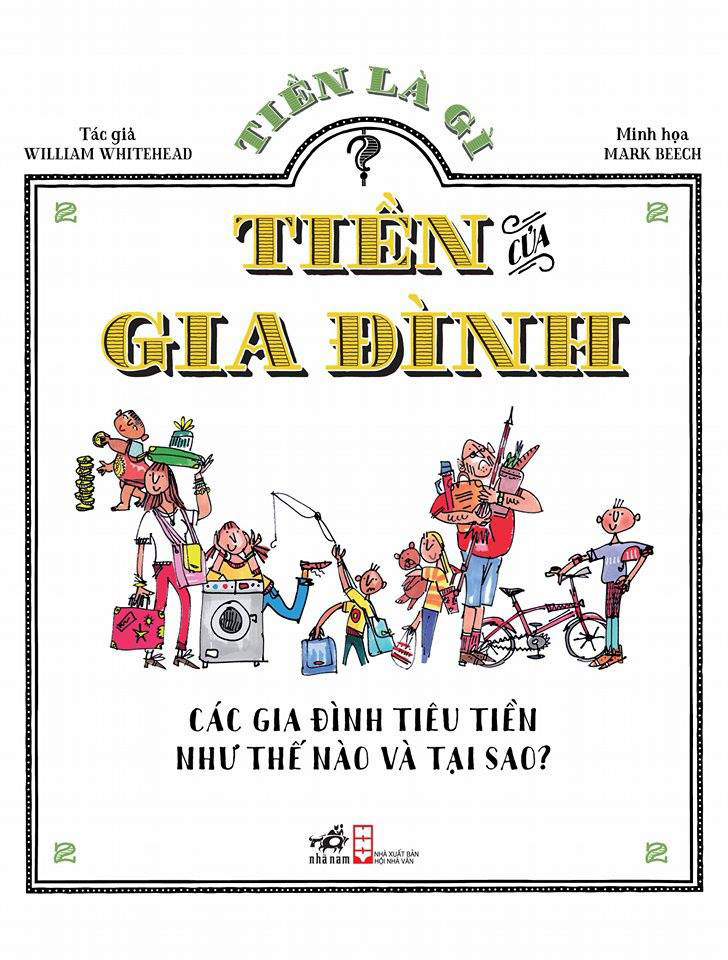 TIỀN LÀ GÌ
?
Tác giả
WILLIAM WHITEHEAD
Minh họa
MARK BEECH
2
2
TIỀN CỦA
GIA ĐÌNH
CÁC GIA ĐÌNH TIÊU TIỀN
NHƯ THẾ NÀO VÀ TẠI SAO?
2
2
nhã nam
NHÀ XUẤT BẢN
HỘI NHÀ VĂN